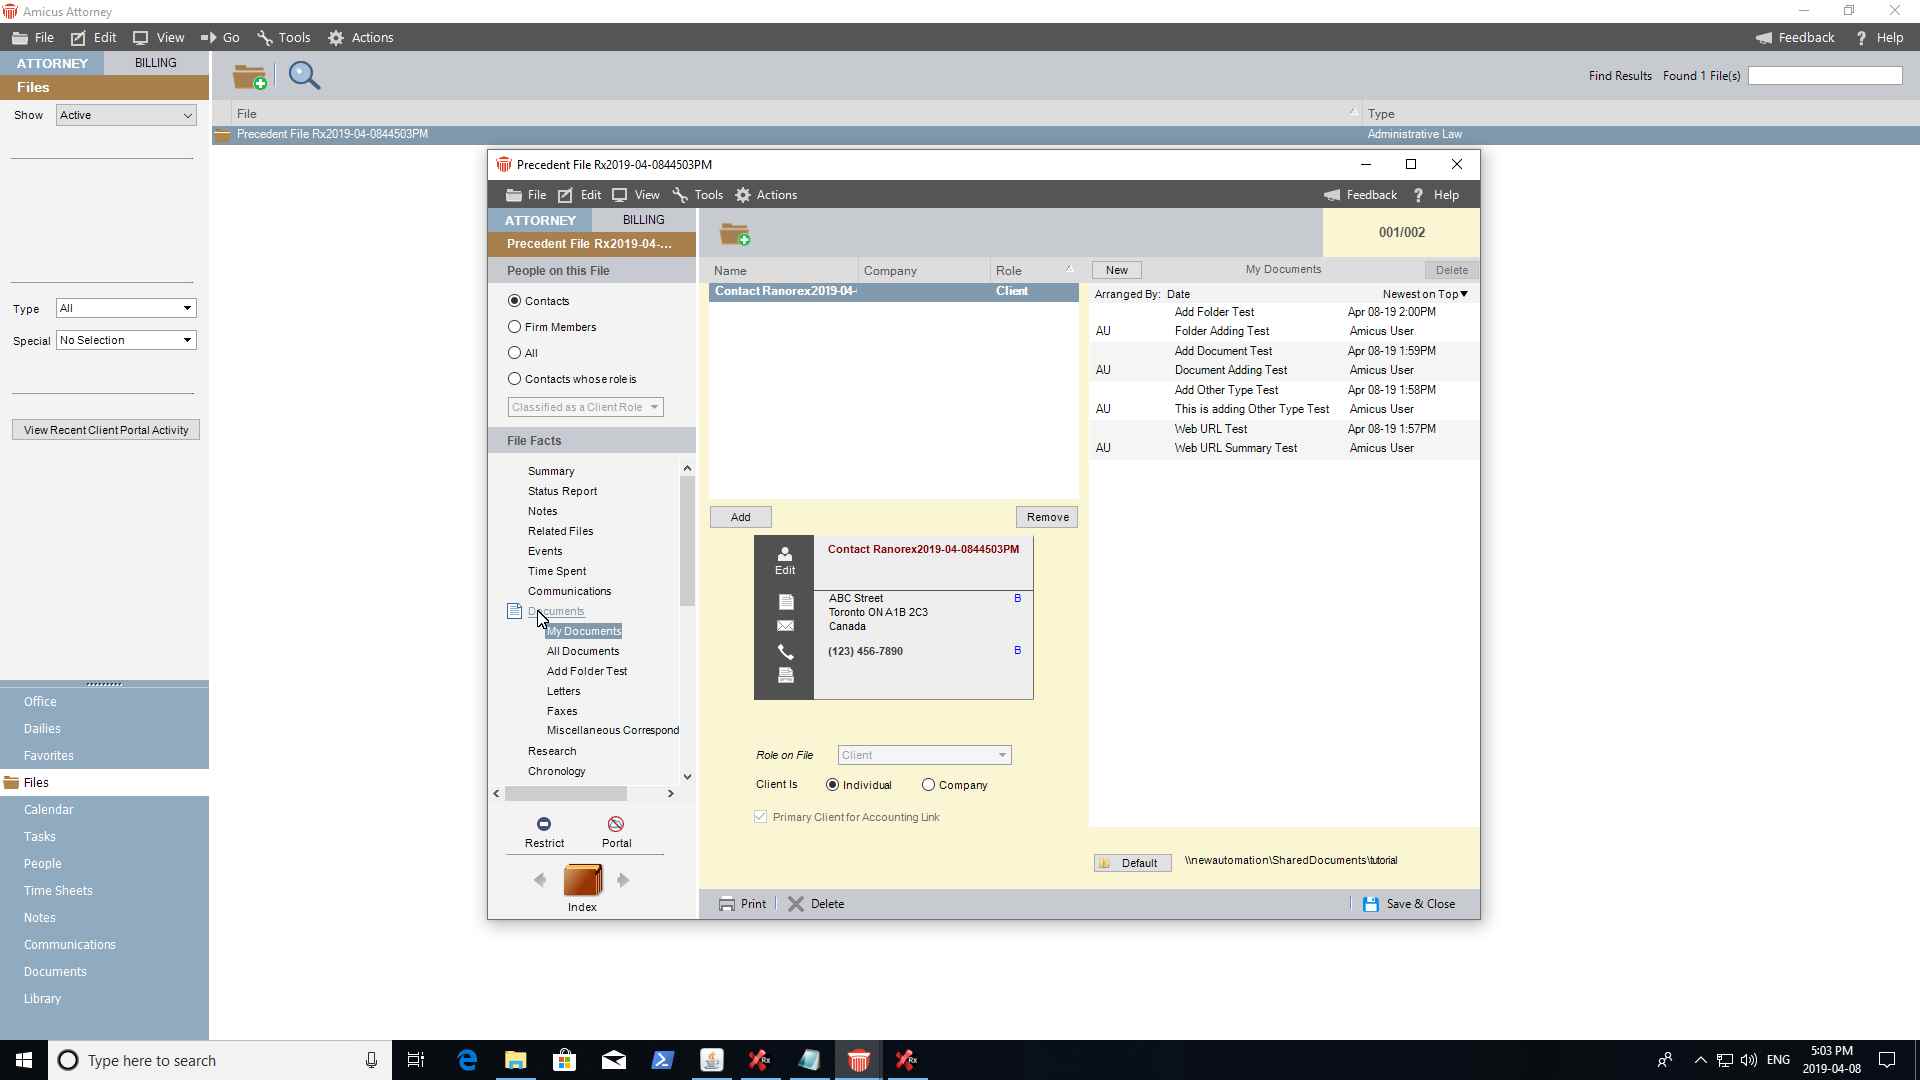 Amicus Attorney
File Edit View Go Tools Actions Feedback Help
ATTORNEY BILLING
Files
Show Active
Type All
Special No Selection
View Recent Client Portal Activity
Office
Dailies
Favorites
Files
Calendar
Tasks
People
Time Sheets
Notes
Communications
Documents
Library
Find Results Found 1 File(s)
File Type
Precedent File Rx2019-04-0844503PM Administrative Law
Precedent File Rx2019-04-0844503PM
File Edit View Tools Actions Feedback Help
ATTORNEY BILLING
Precedent File Rx2019-04-...
People on this File
Contacts
Firm Members
All
Contacts whose role is
Classified as a Client Role
File Facts
Summary
Status Report
Notes
Related Files
Events
Time Spent
Communications
Documents
My Documents
All Documents
Add Folder Test
Letters
Faxes
Miscellaneous Correspond
Research
Chronology
Restrict Portal
Index
001/002
Name Company Role
Contact Ranorex2019-04- Client
Add Remove
Edit
Contact Ranorex2019-04-0844503PM
ABC Street B
Toronto ON A1B 2C3
Canada
(123) 456-7890 B
Role on File Client
Client Is Individual Company
Primary Client for Accounting Link
New My Documents Delete
Arranged By: Date Newest on Top
Add Folder Test Apr 08-19 2:00PM
AU Folder Adding Test Amicus User
Add Document Test Apr 08-19 1:59PM
AU Document Adding Test Amicus User
Add Other Type Test Apr 08-19 1:58PM
AU This is adding Other Type Test Amicus User
Web URL Test Apr 08-19 1:57PM
AU Web URL Summary Test Amicus User
Default \\newautomation\SharedDocuments\tutorial
Print Delete Save & Close
Type here to search
Rx
Rx
ENG
5:03 PM
2019-04-08